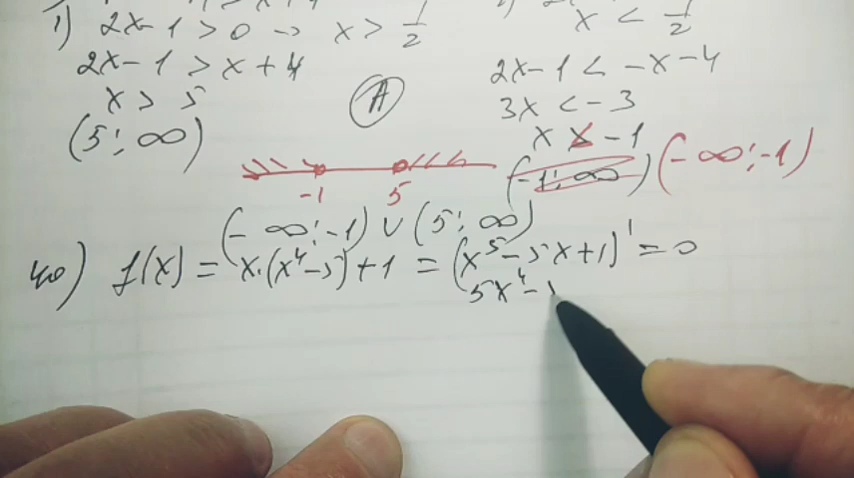 1) 2x-1>0 → x > 1/2
x < 1/2
2x-1 > x+4
2x-1 < -x-4
x > 5
A
3x < -3
(5; ∞)
x < -1
(-1; ∞) (-∞; -1)
-1 5
(-∞; -1) ∪ (5; ∞)
40) f(x) = x·(x⁴-5)+1 = (x⁵-5x+1)' = 0
5x⁴-